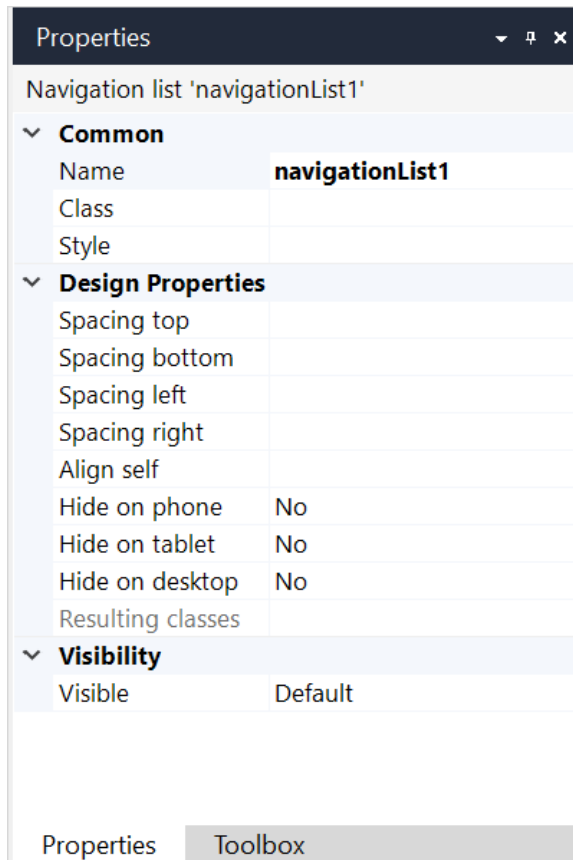 Properties
Navigation list 'navigationList1'
Common
Name navigationList1
Class
Style
Design Properties
Spacing top
Spacing bottom
Spacing left
Spacing right
Align self
Hide on phone No
Hide on tablet No
Hide on desktop No
Resulting classes
Visibility
Visible Default
Properties Toolbox